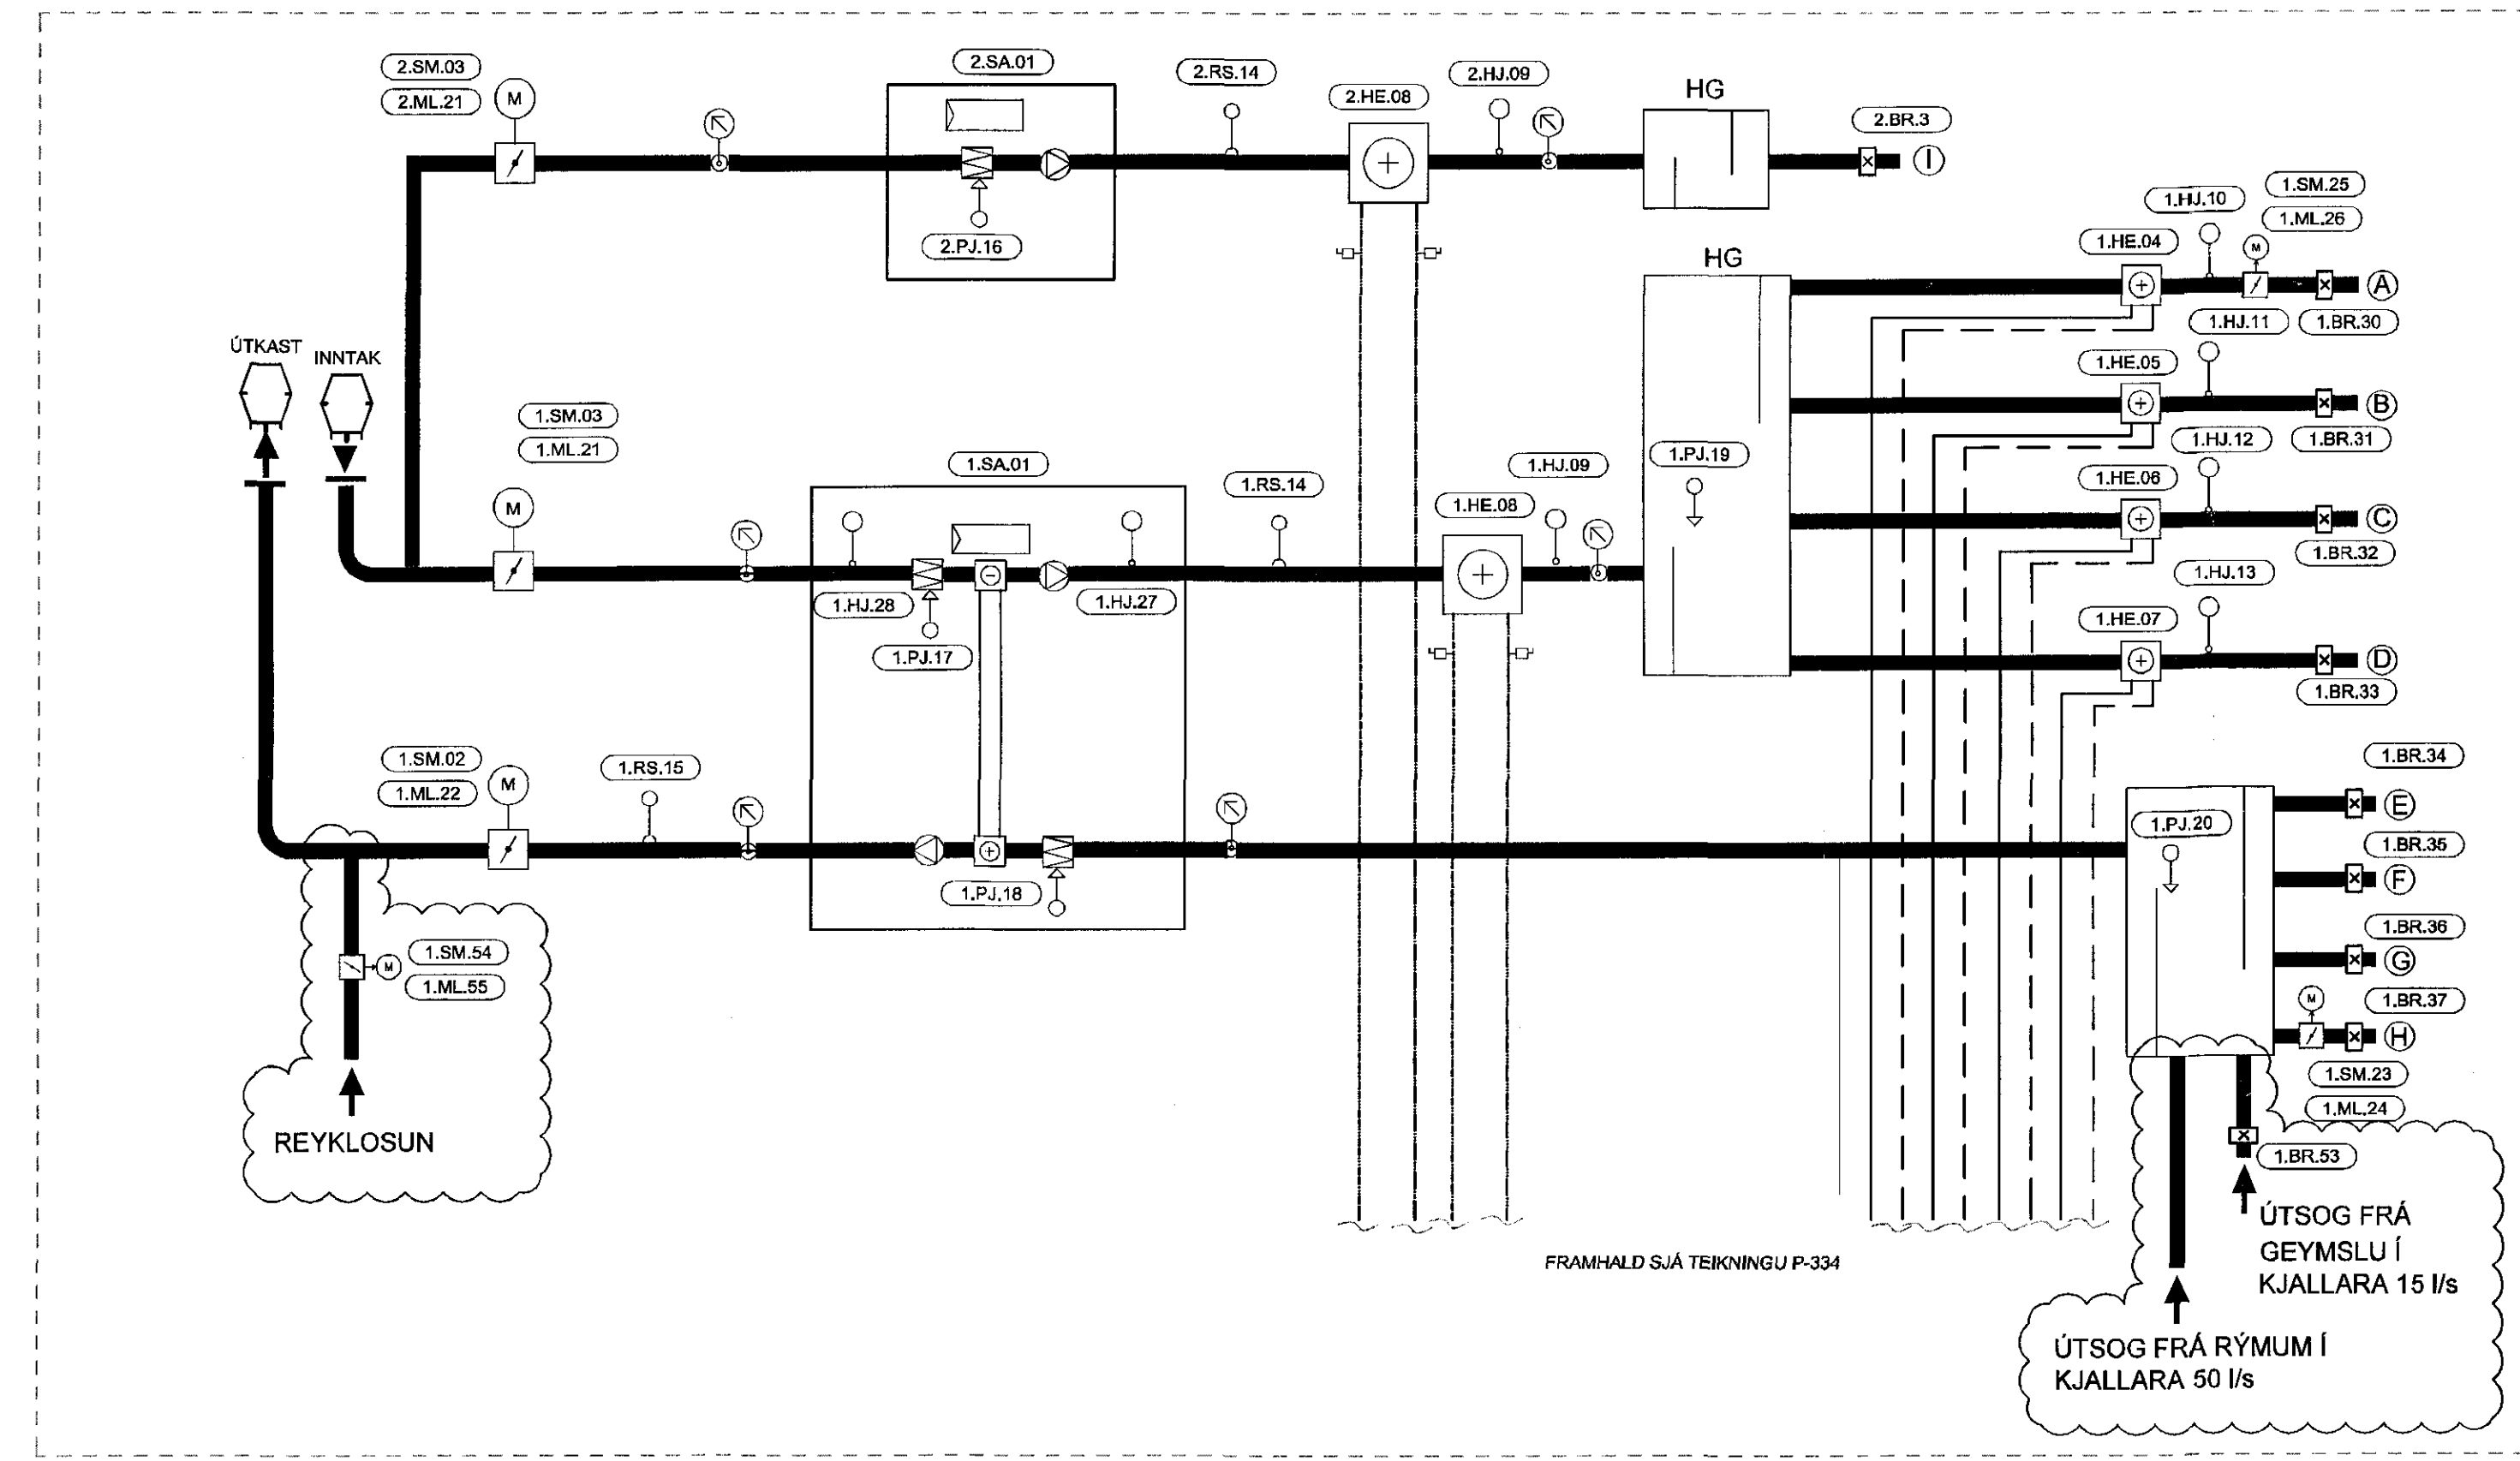 2.SM.03
2.ML.21
M
2.SA.01
2.PJ.16
2.RS.14
2.HE.08
2.HJ.09
HG
2.BR.3
I
1.HJ.10
1.SM.25
1.ML.26
1.HE.04
M
A
1.HJ.11
1.BR.30
HG
ÚTKAST
INNTAK
1.HE.05
B
1.HJ.12
1.BR.31
1.SM.03
1.ML.21
M
1.SA.01
1.HJ.28
1.PJ.17
1.HJ.27
1.RS.14
1.HE.08
1.HJ.09
1.PJ.19
1.HE.06
C
1.BR.32
1.HJ.13
1.HE.07
D
1.BR.33
1.SM.02
1.ML.22
M
1.RS.15
1.PJ.18
1.PJ.20
1.BR.34
E
1.BR.35
F
1.BR.36
G
1.BR.37
M
H
1.SM.23
1.ML.24
1.SM.54
M
1.ML.55
REYKLOSUN
1.BR.53
ÚTSOG FRÁ
GEYMSLU Í
KJALLARA 15 l/s
FRAMHALD SJÁ TEIKNINGU P-334
ÚTSOG FRÁ RÝMUM Í
KJALLARA 50 l/s